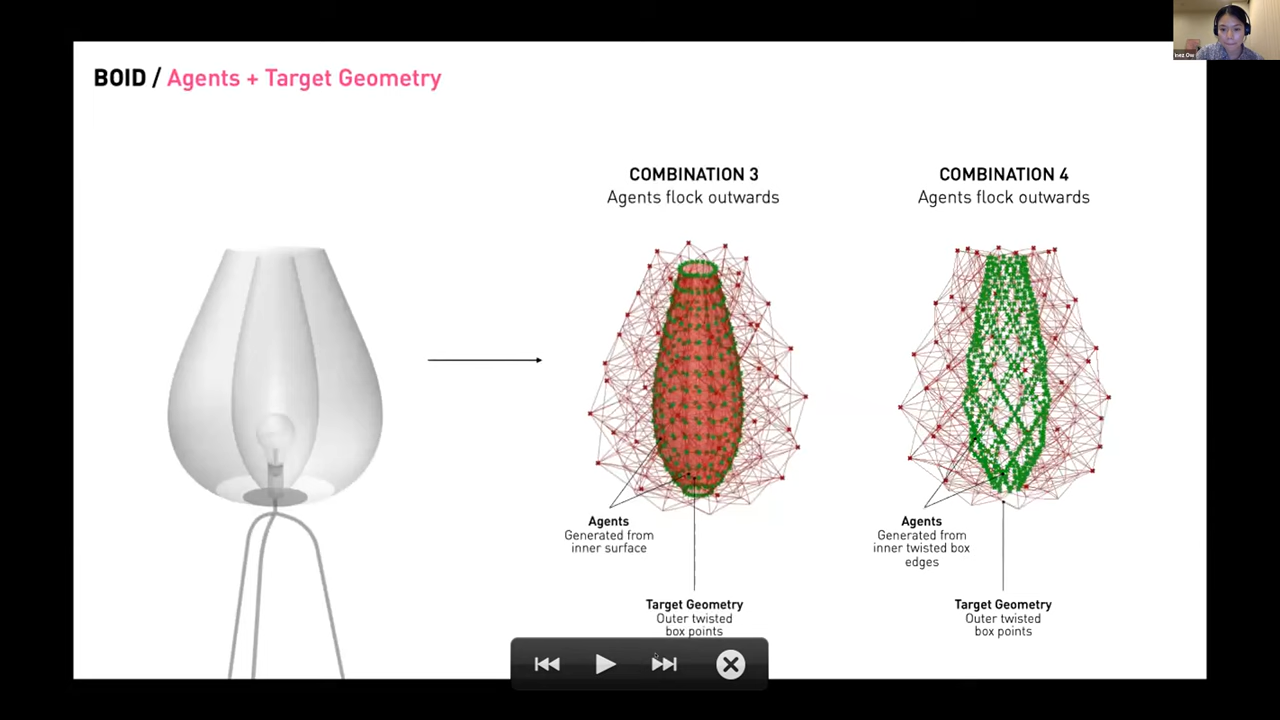 BOID / Agents + Target Geometry
COMBINATION 3
Agents flock outwards
COMBINATION 4
Agents flock outwards
Agents
Generated from
inner surface
Agents
Generated from
inner twisted box
edges
Target Geometry
Outer twisted
box points
Target Geometry
Outer twisted
box points